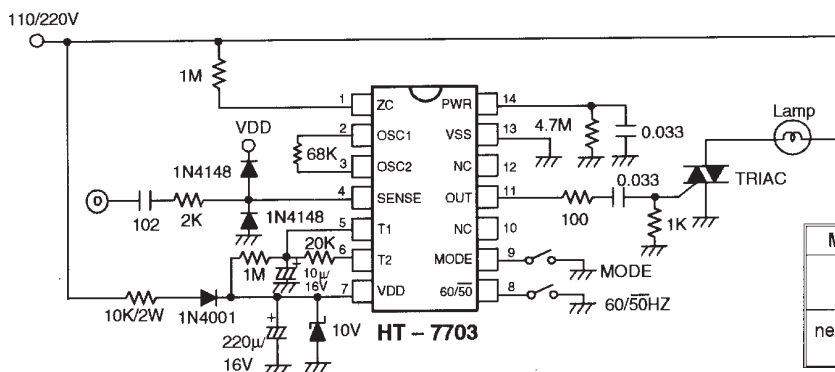 110/220V
1M
1 ZC
PWR 14
VDD
2 OSC1
VSS 13
4.7M
0.033
Lamp
68K
3 OSC2
NC 12
1N4148
4 SENSE
OUT 11
0.033
TRIAC
102
2K
1N4148
5 T1
NC 10
100
1K
20K
6 T2
MODE 9
MODE
1M
10μ/
16V
7 VDD
60/50 8
60/50HZ
10K/2W
1N4001
220μ/
16V
10V
HT – 7703
M
ne